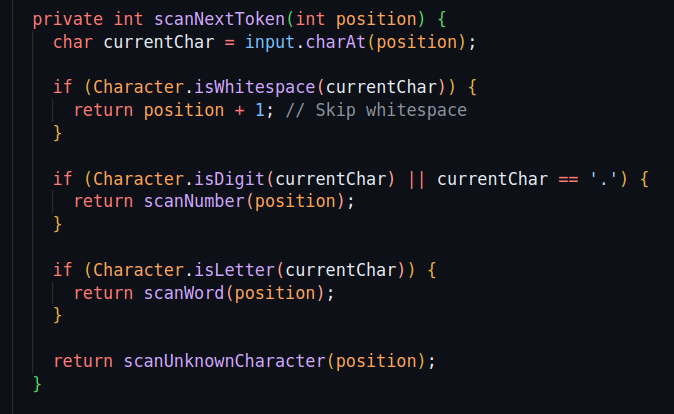 private int scanNextToken(int position) {
  char currentChar = input.charAt(position);

  if (Character.isWhitespace(currentChar)) {
    return position + 1; // Skip whitespace
  }

  if (Character.isDigit(currentChar) || currentChar == '.') {
    return scanNumber(position);
  }

  if (Character.isLetter(currentChar)) {
    return scanWord(position);
  }

  return scanUnknownCharacter(position);
}